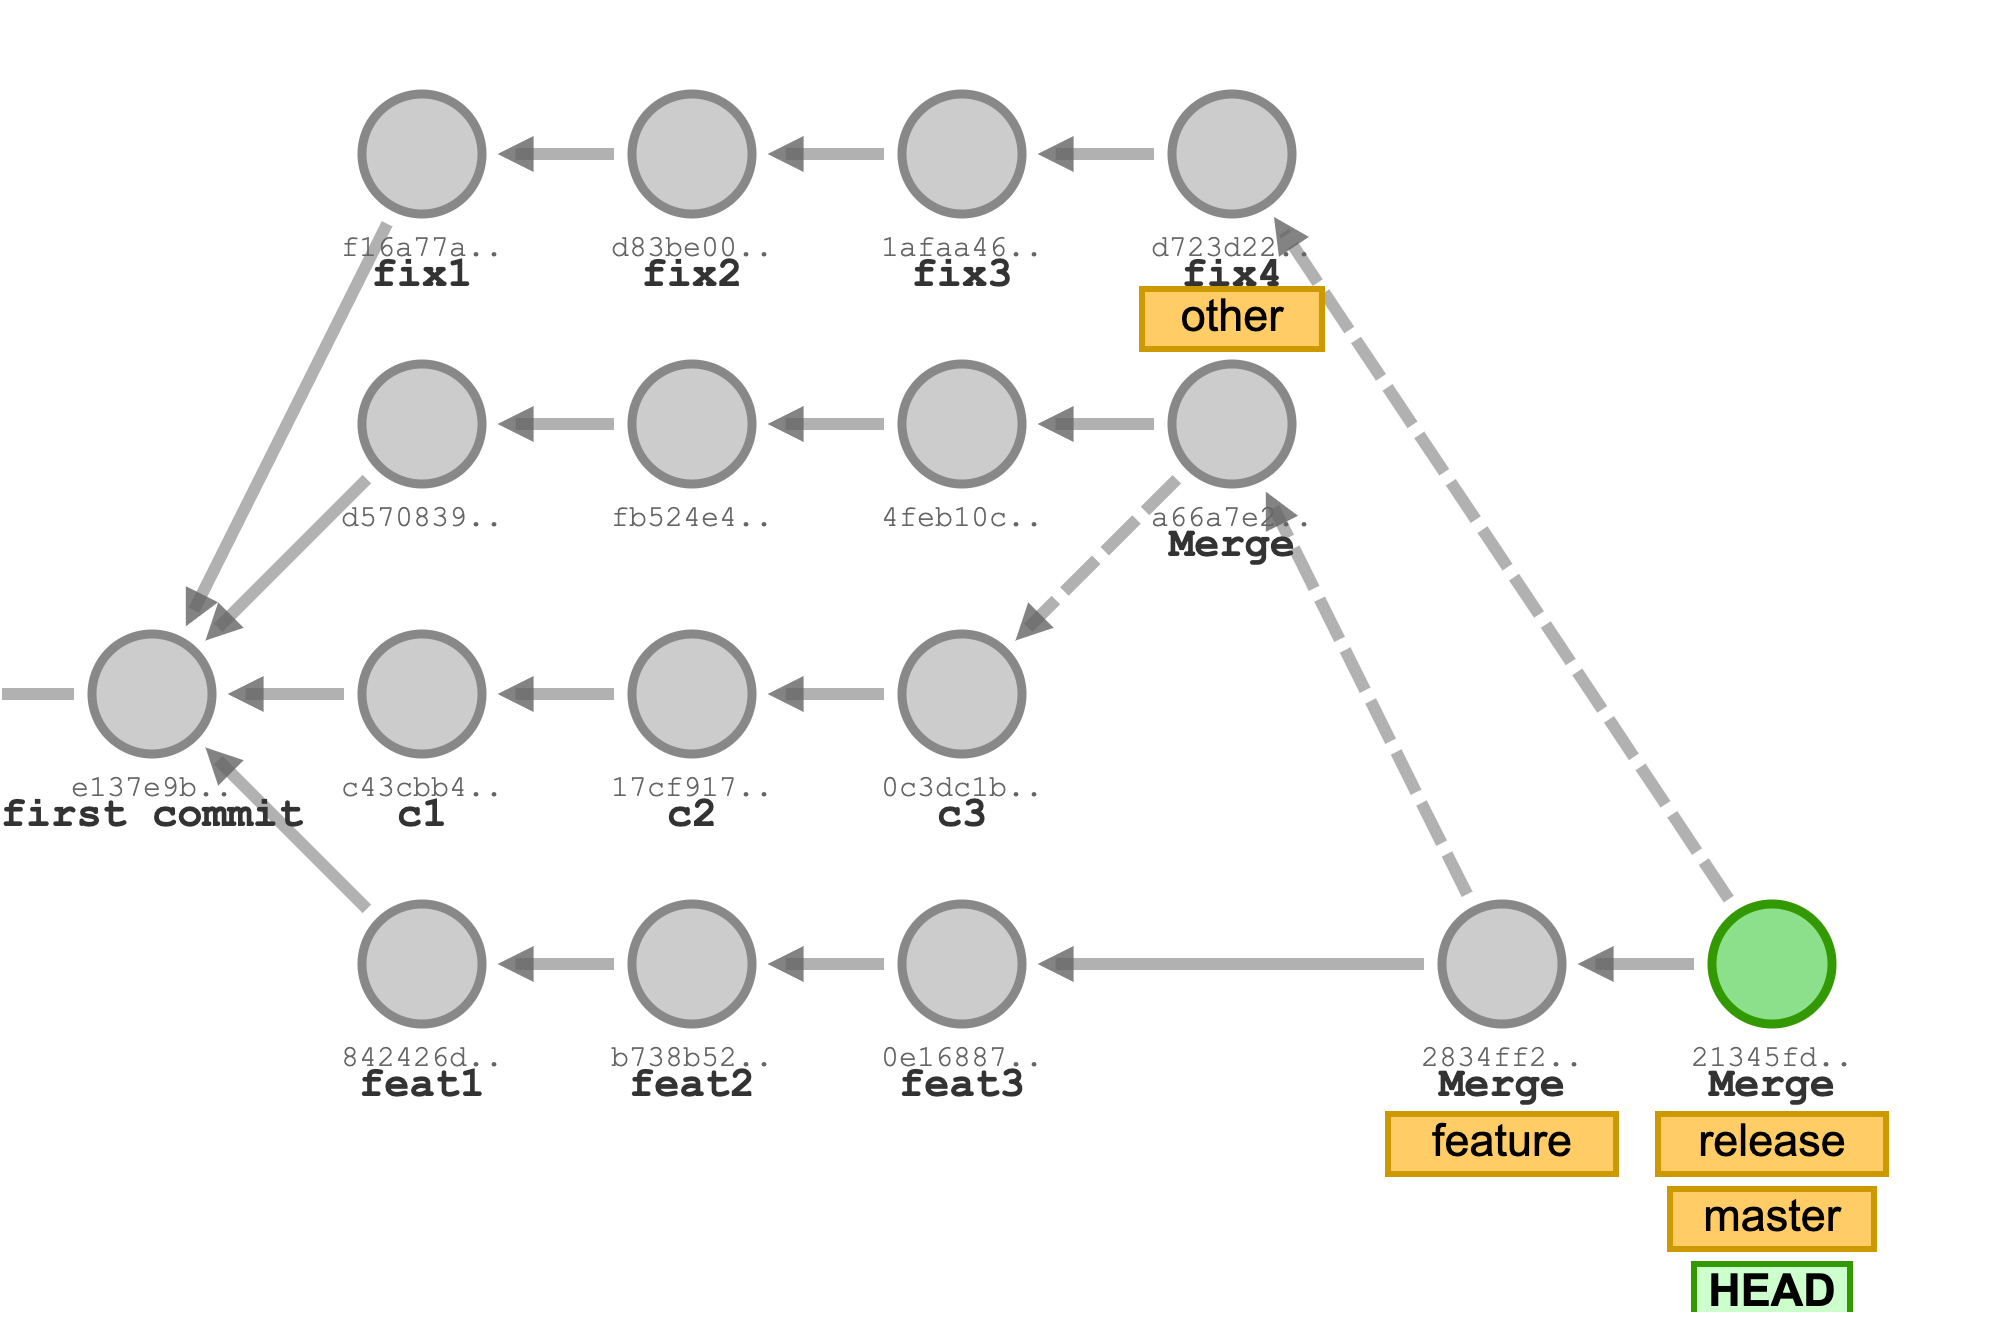 f16a77a.. d83be00.. 1afaa46.. d723d22..
fix1 fix2 fix3 fix4
other
d570839.. fb524e4.. 4feb10c.. a66a7e2..
Merge
e137e9b.. c43cbb4.. 17cf917.. 0c3dc1b..
first commit c1 c2 c3
842426d.. b738b52.. 0e16887.. 2834ff2.. 21345fd..
feat1 feat2 feat3 Merge Merge
feature release
master
HEAD